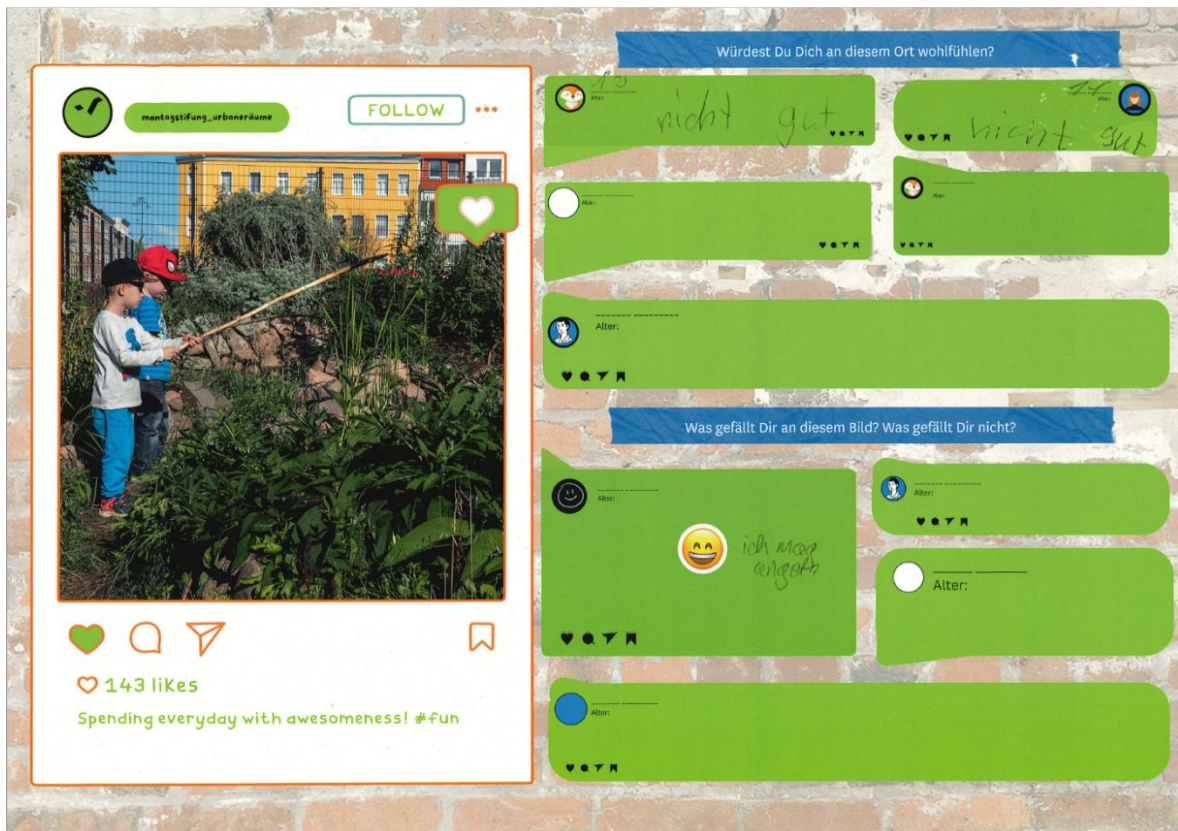 montagstiftung_urbaneräume
FOLLOW
143 likes
Spending everyday with awesomeness! #fun
Würdest Du Dich an diesem Ort wohlfühlen?
Alter:
nicht gut
Alter:
nicht gut
Alter:
Alter:
Alter:
Was gefällt Dir an diesem Bild? Was gefällt Dir nicht?
Alter:
ich mag
angeln
Alter:
Alter:
Alter: